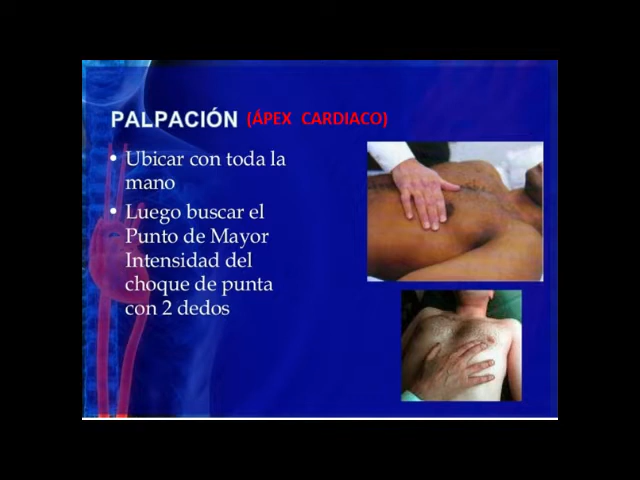 PALPACIÓN (ÁPEX CARDIACO)
• Ubicar con toda la
mano
• Luego buscar el
Punto de Mayor
Intensidad del
choque de punta
con 2 dedos